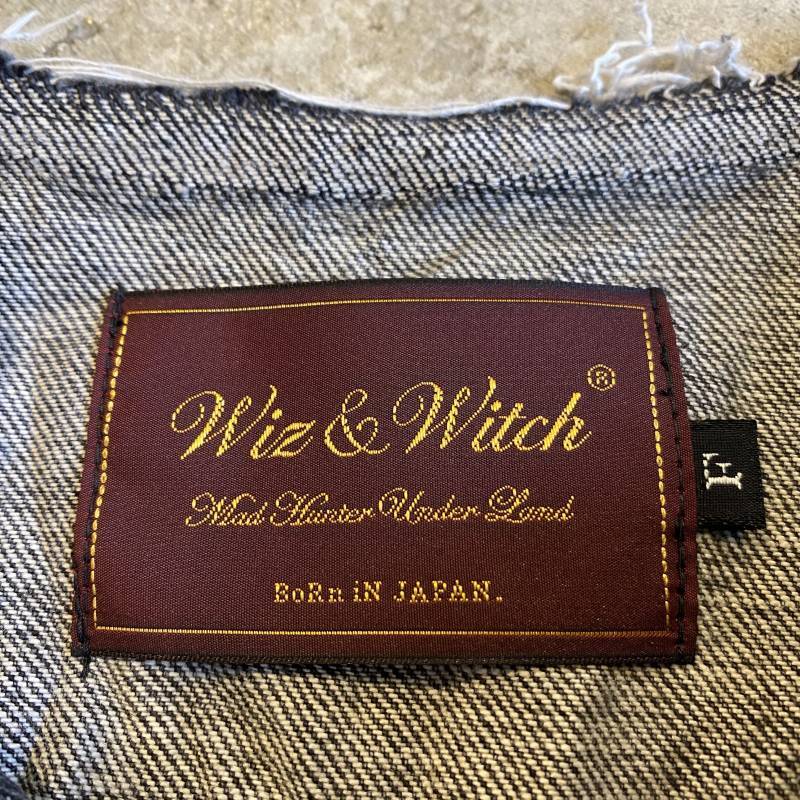 Wiz & Witch®
Mad Hunter Under Land
BoRn iN JAPAN.
L